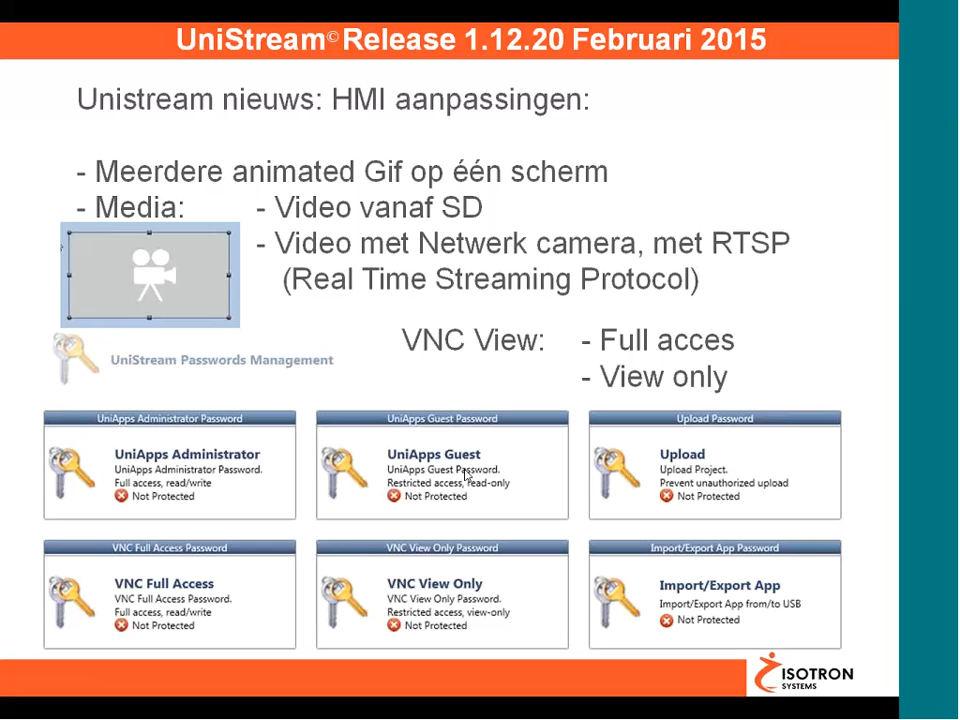 UniStream© Release 1.12.20 Februari 2015
Unistream nieuws: HMI aanpassingen:
- Meerdere animated Gif op één scherm
- Media: - Video vanaf SD
- Video met Netwerk camera, met RTSP
(Real Time Streaming Protocol)
VNC View: - Full acces
- View only
UniStream Passwords Management
UniApps Administrator Password
UniApps Administrator
UniApps Administrator Password.
Full access, read/write
Not Protected
UniApps Guest Password
UniApps Guest
UniApps Guest Password.
Restricted access, read-only
Not Protected
Upload Password
Upload
Upload Project.
Prevent unauthorized upload
Not Protected
VNC Full Access Password
VNC Full Access
VNC Full Access Password.
Full access, read/write
Not Protected
VNC View Only Password
VNC View Only
VNC View Only Password.
Restricted access, view-only
Not Protected
Import/Export App Password
Import/Export App
Import/Export App from/to USB
Not Protected
ISOTRON
SYSTEMS